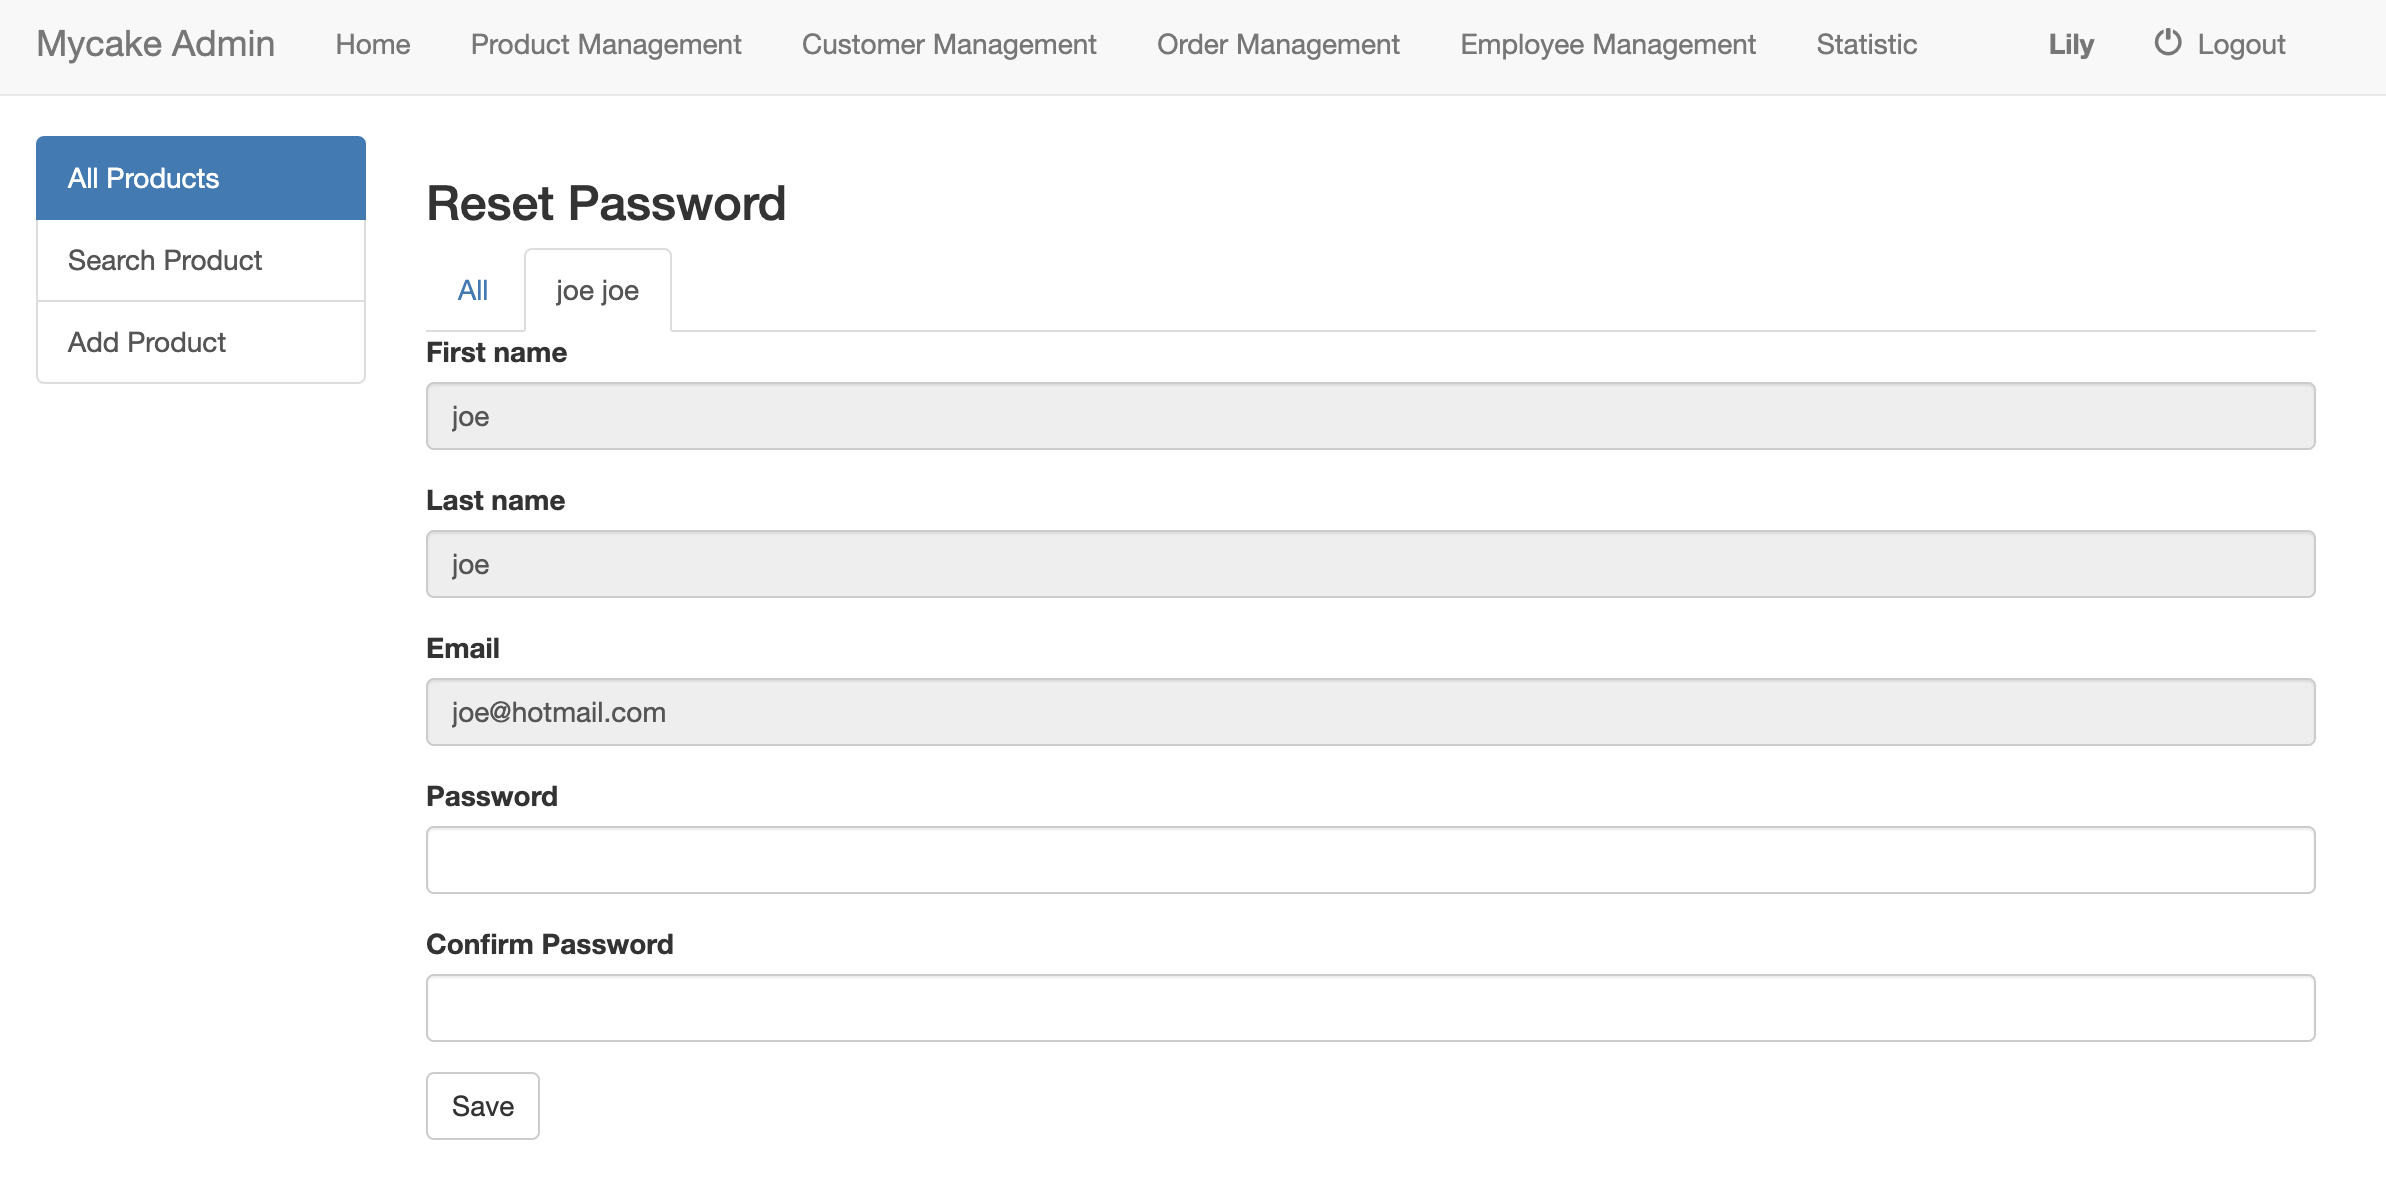 Mycake Admin Home Product Management Customer Management Order Management Employee Management Statistic Lily Logout
All Products
Search Product
Add Product
Reset Password
All joe joe
First name
joe
Last name
joe
Email
joe@hotmail.com
Password
Confirm Password
Save